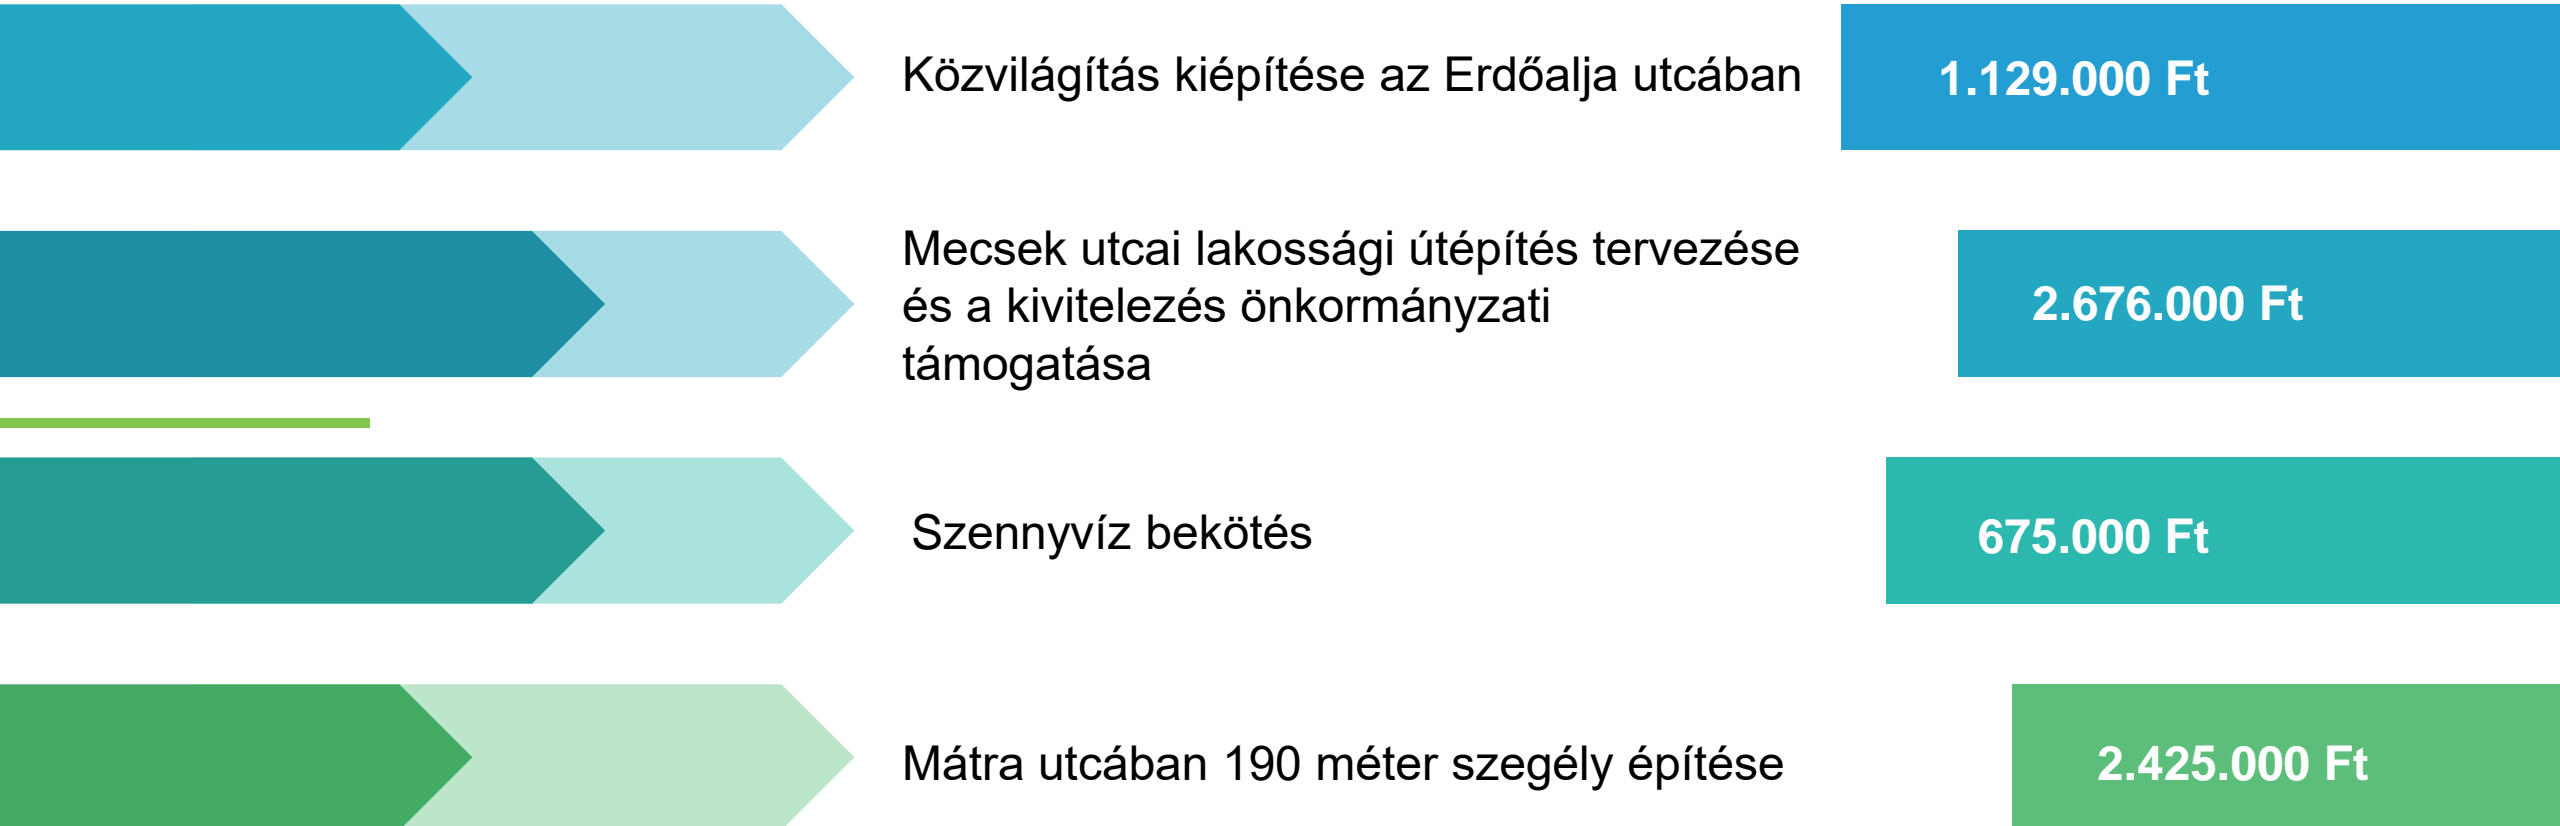 Közvilágítás kiépítése az Erdőalja utcában
1.129.000 Ft
Mecsek utcai lakossági útépítés tervezése
és a kivitelezés önkormányzati
támogatása
2.676.000 Ft
Szennyvíz bekötés
675.000 Ft
Mátra utcában 190 méter szegély építése
2.425.000 Ft